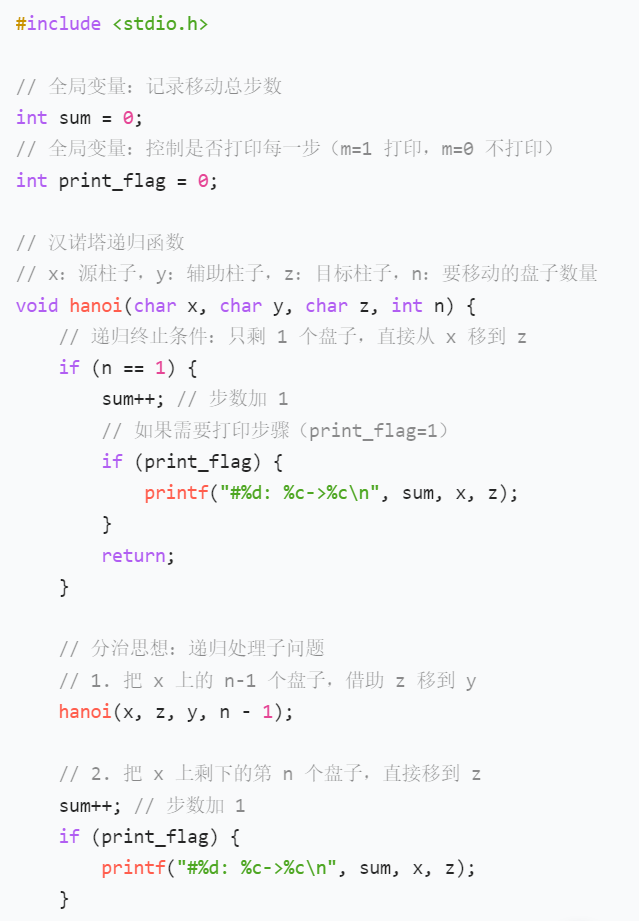 #include <stdio.h>
// 全局变量：记录移动总步数
int sum = 0;
// 全局变量：控制是否打印每一步（m=1 打印，m=0 不打印）
int print_flag = 0;
// 汉诺塔递归函数
// x：源柱子，y：辅助柱子，z：目标柱子，n：要移动的盘子数量
void hanoi(char x, char y, char z, int n) {
    // 递归终止条件：只剩 1 个盘子，直接从 x 移到 z
    if (n == 1) {
        sum++; // 步数加 1
        // 如果需要打印步骤（print_flag=1）
        if (print_flag) {
            printf("#%d: %c->%c\n", sum, x, z);
        }
        return;
    }
    // 分治思想：递归处理子问题
    // 1. 把 x 上的 n-1 个盘子，借助 z 移到 y
    hanoi(x, z, y, n - 1);
    // 2. 把 x 上剩下的第 n 个盘子，直接移到 z
    sum++; // 步数加 1
    if (print_flag) {
        printf("#%d: %c->%c\n", sum, x, z);
    }